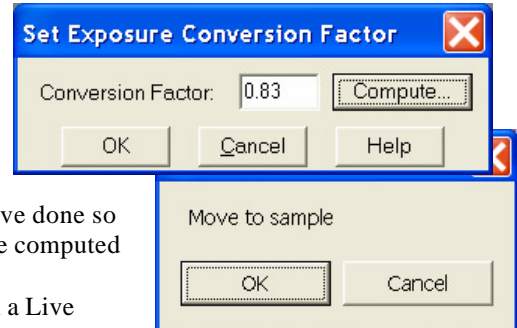 Set Exposure Conversion Factor
Conversion Factor: 0.83 Compute...
OK Cancel Help
ve done so
e computed
a Live
Move to sample
OK Cancel